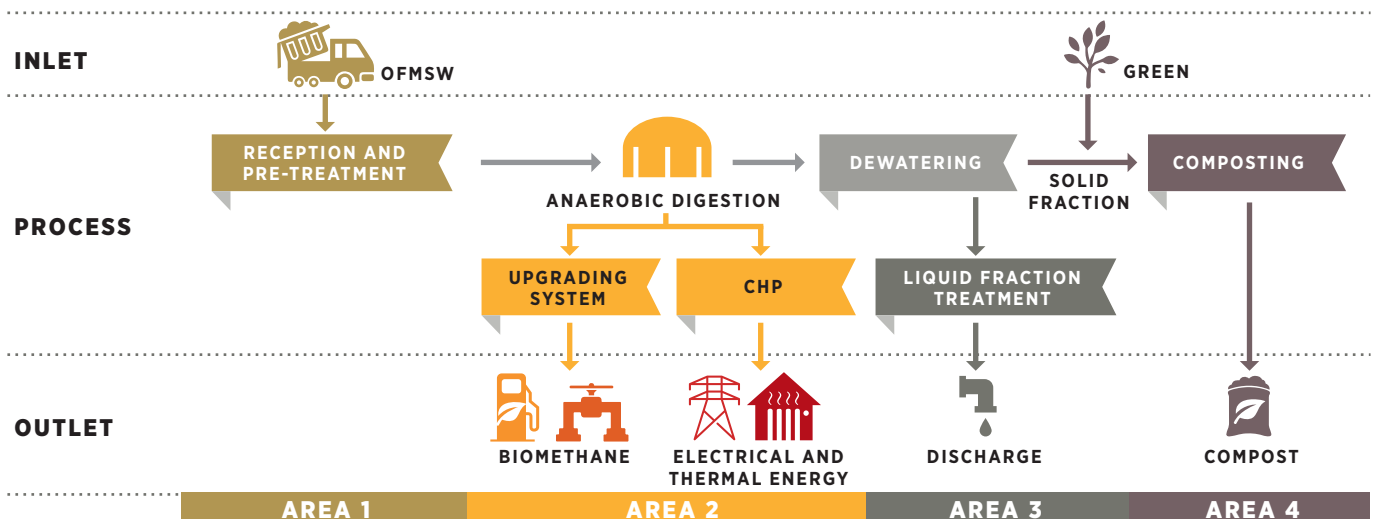 INLET
OFMSW
GREEN
RECEPTION AND
PRE-TREATMENT
DEWATERING
COMPOSTING
SOLID
FRACTION
ANAEROBIC DIGESTION
PROCESS
UPGRADING
SYSTEM
CHP
LIQUID FRACTION
TREATMENT
OUTLET
BIOMETHANE
ELECTRICAL AND
THERMAL ENERGY
DISCHARGE
COMPOST
AREA 1
AREA 2
AREA 3
AREA 4